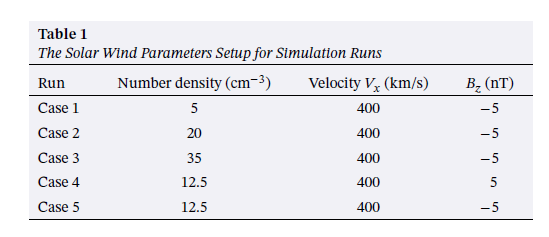 Table 1
The Solar Wind Parameters Setup for Simulation Runs
Run Number density (cm⁻³) Velocity Vₓ (km/s) B_z (nT)
Case 1 5 400 −5
Case 2 20 400 −5
Case 3 35 400 −5
Case 4 12.5 400 5
Case 5 12.5 400 −5